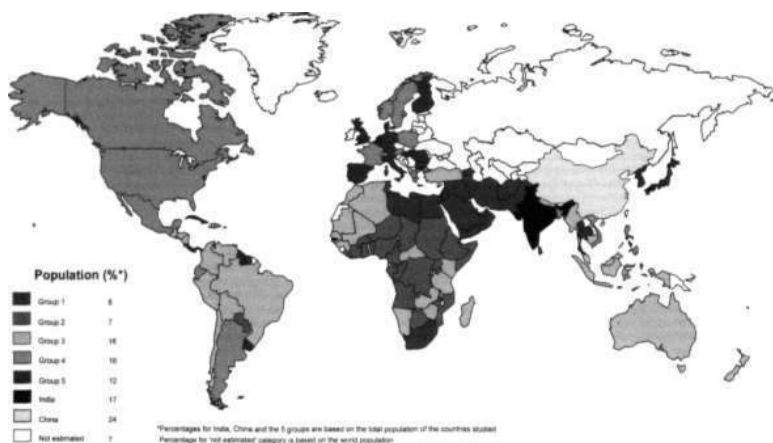 Population (%*)
Group 1 8
Group 2 7
Group 3 16
Group 4 16
Group 5 12
India 17
China 24
Not estimated 7
*Percentages for India, China and the 5 groups are based on the total population of the countries studied
Percentage for 'not estimated' category is based on the world population